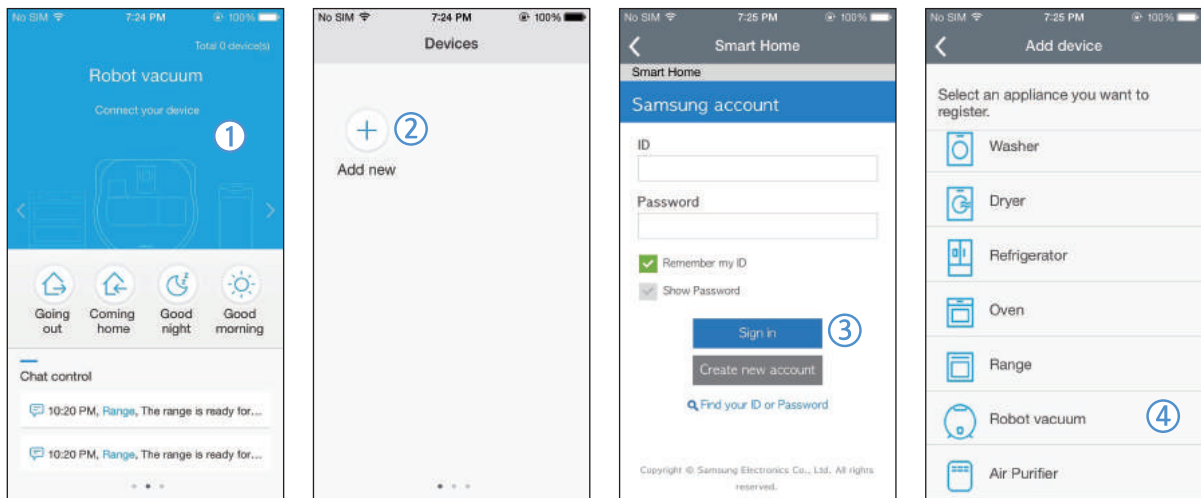 No SIM 7:24 PM 100%
Total 0 device(s)
Robot vacuum
Connect your device
1
Going out
Coming home
Good night
Good morning
Chat control
10:20 PM, Range, The range is ready for...
10:20 PM, Range, The range is ready for...
No SIM 7:24 PM 100%
Devices
2
Add new
No SIM 7:25 PM 100%
Smart Home
Smart Home
Samsung account
ID
Password
Remember my ID
Show Password
Sign in
3
Create new account
Find your ID or Password
Copyright © Samsung Electronics Co., Ltd. All rights
reserved.
No SIM 7:25 PM 100%
Add device
Select an appliance you want to
register.
Washer
Dryer
Refrigerator
Oven
Range
Robot vacuum
4
Air Purifier